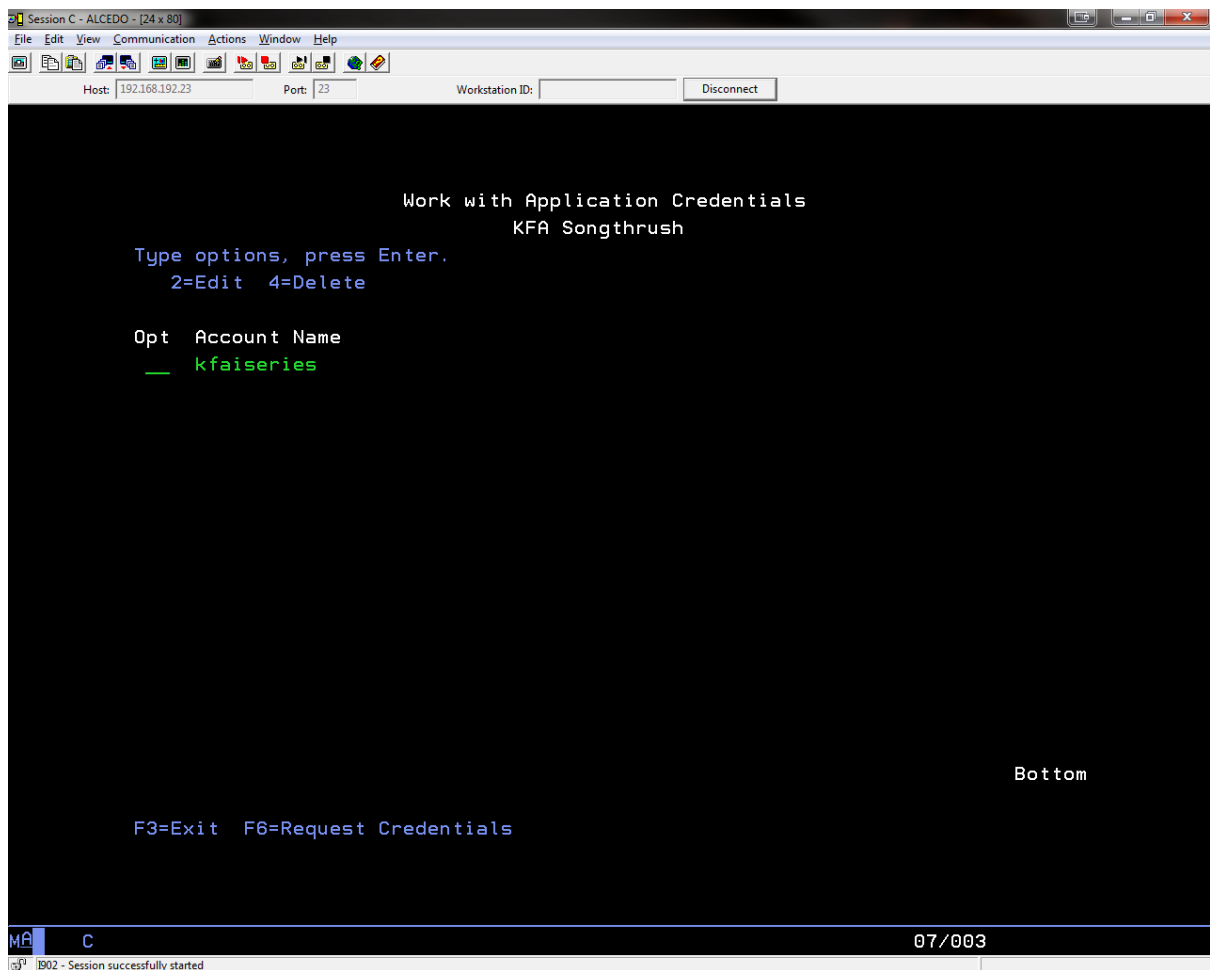 Session C - ALCEDO - [24 x 80]
File Edit View Communication Actions Window Help
Host: 192.168.192.23 Port: 23 Workstation ID: Disconnect
Work with Application Credentials
KFA Songthrush
Type options, press Enter.
2=Edit 4=Delete
Opt Account Name
__ kfaiseries
Bottom
F3=Exit F6=Request Credentials
MA C 07/003
I902 - Session successfully started